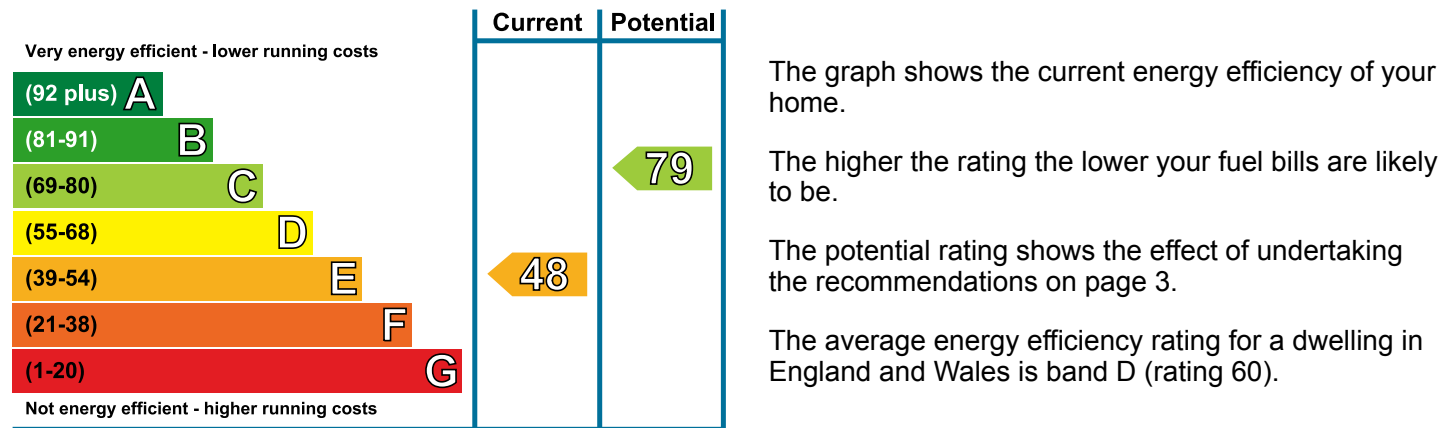 Current Potential
Very energy efficient - lower running costs
(92 plus) A
(81-91) B
(69-80) C
79
(55-68) D
(39-54) E
48
(21-38) F
(1-20) G
Not energy efficient - higher running costs
The graph shows the current energy efficiency of your
home.
The higher the rating the lower your fuel bills are likely
to be.
The potential rating shows the effect of undertaking
the recommendations on page 3.
The average energy efficiency rating for a dwelling in
England and Wales is band D (rating 60).